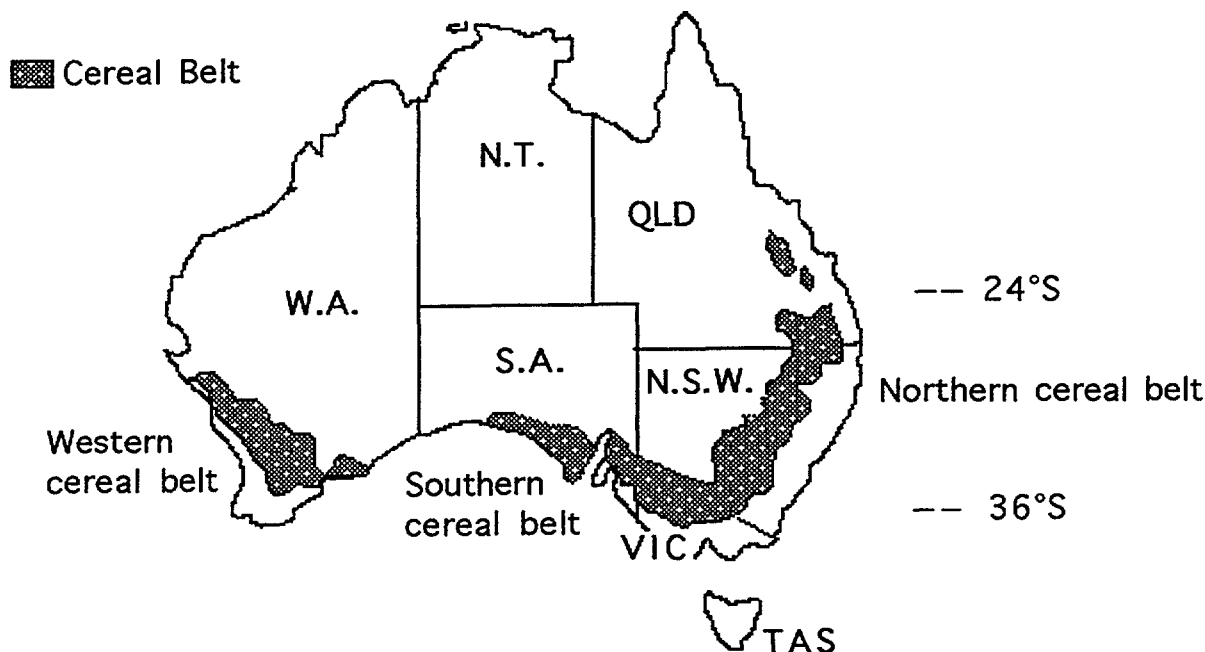 Cereal Belt
N.T.
QLD
W.A.
-- 24°S
S.A.
N.S.W.
Northern cereal belt
Western
cereal belt
Southern
cereal belt
-- 36°S
VIC
TAS